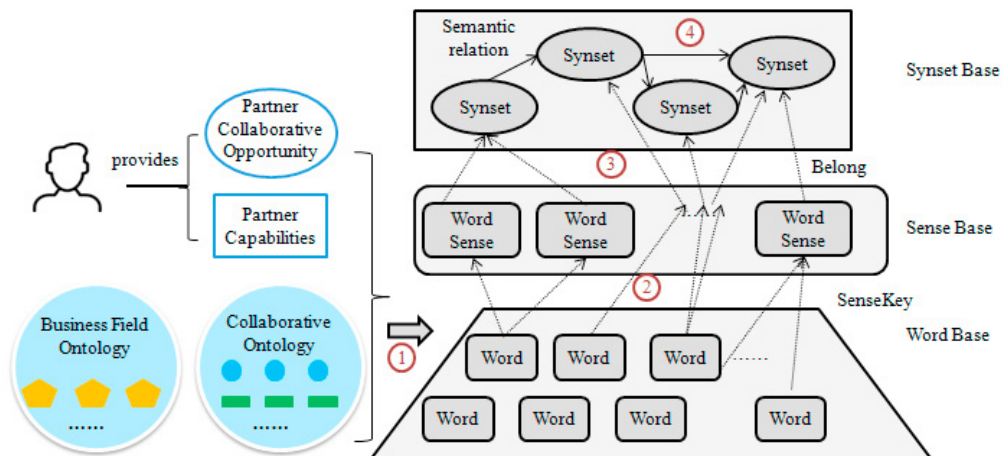 provides
Partner
Collaborative
Opportunity
Partner
Capabilities
Business Field
Ontology
......
Collaborative
Ontology
......
1
Semantic
relation
4
Synset
Synset
Synset
Synset
Synset Base
3
Belong
Word
Sense
Word
Sense
......
Word
Sense
Sense Base
2
SenseKey
Word Base
Word
Word
Word
......
Word
Word
Word
Word